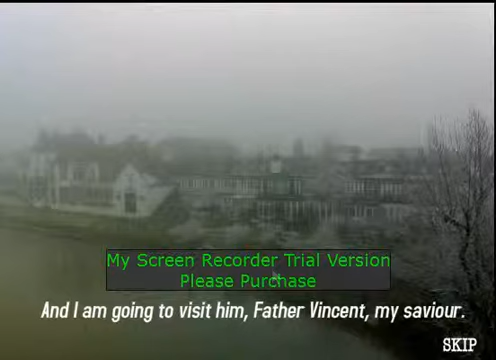 My Screen Recorder Trial Version
Please Purchase
And I am going to visit him, Father Vincent, my saviour.
SKIP